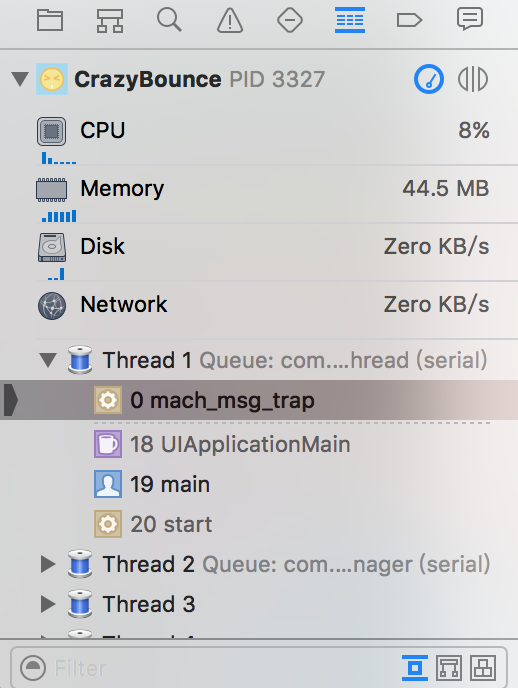 CrazyBounce PID 3327
CPU 8%
Memory 44.5 MB
Disk Zero KB/s
Network Zero KB/s
Thread 1 Queue: com....hread (serial)
0 mach_msg_trap
18 UIApplicationMain
19 main
20 start
Thread 2 Queue: com....nager (serial)
Thread 3
Filter